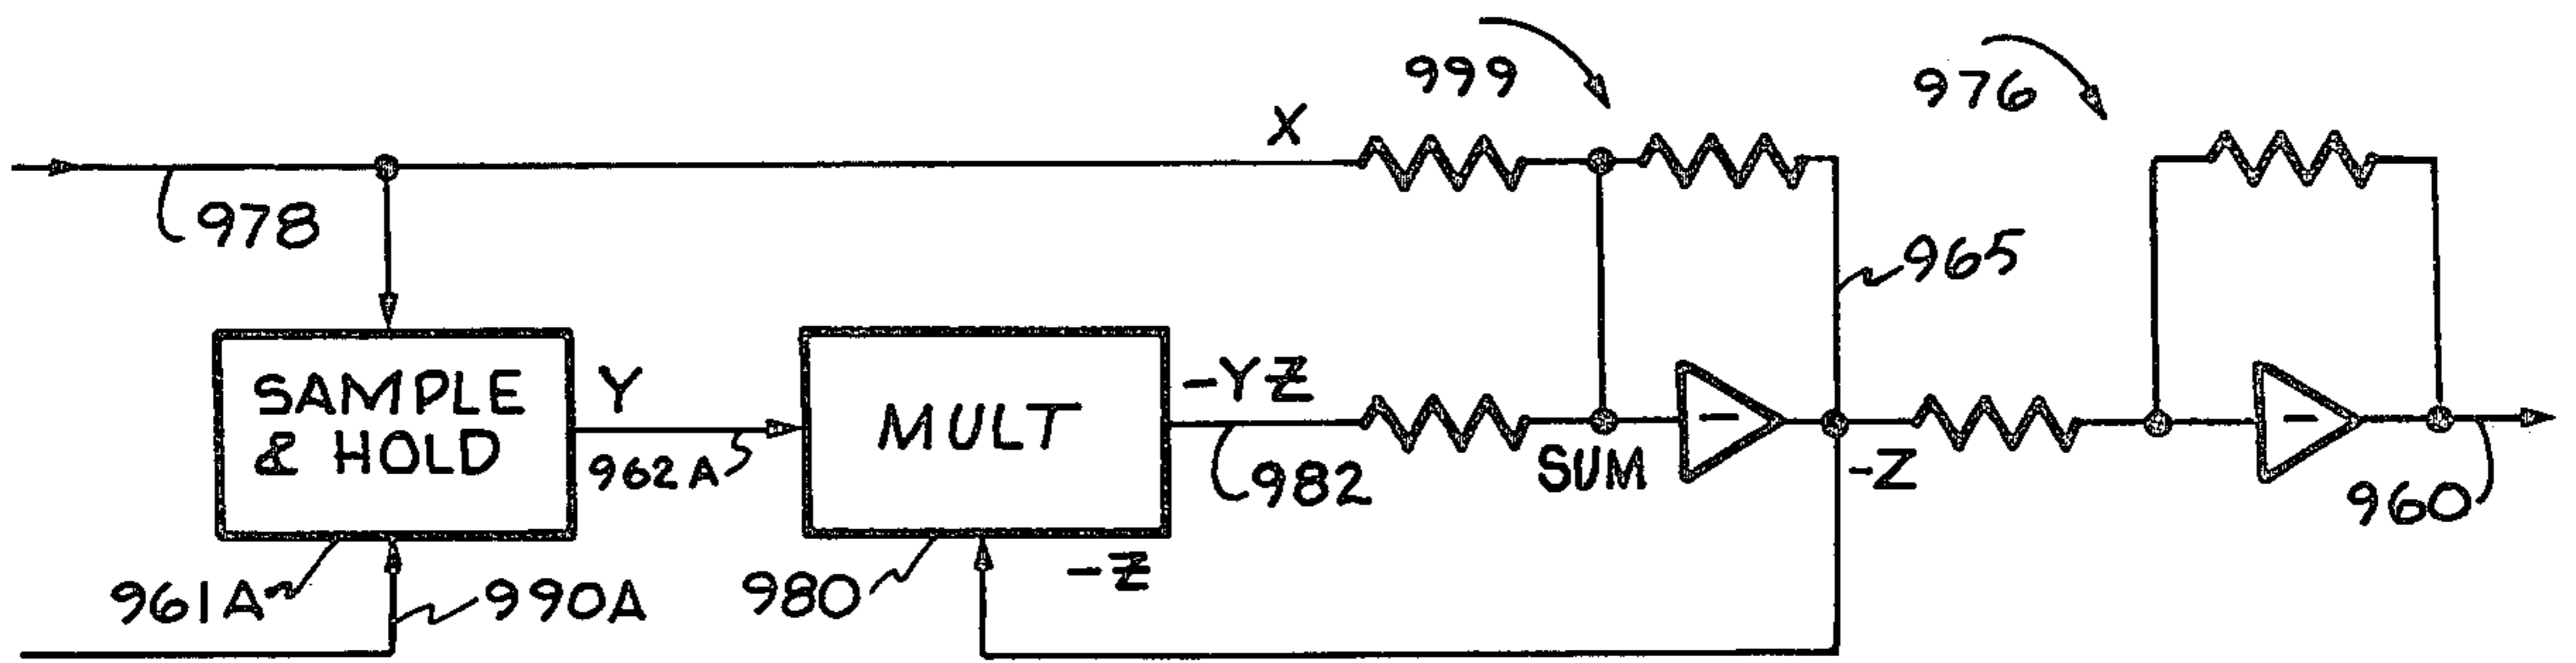 999
976
X
978
965
SAMPLE
& HOLD
Y
962A
MULT
-YZ
982
SUM
-
-Z
-
960
961A
990A
980
-Z